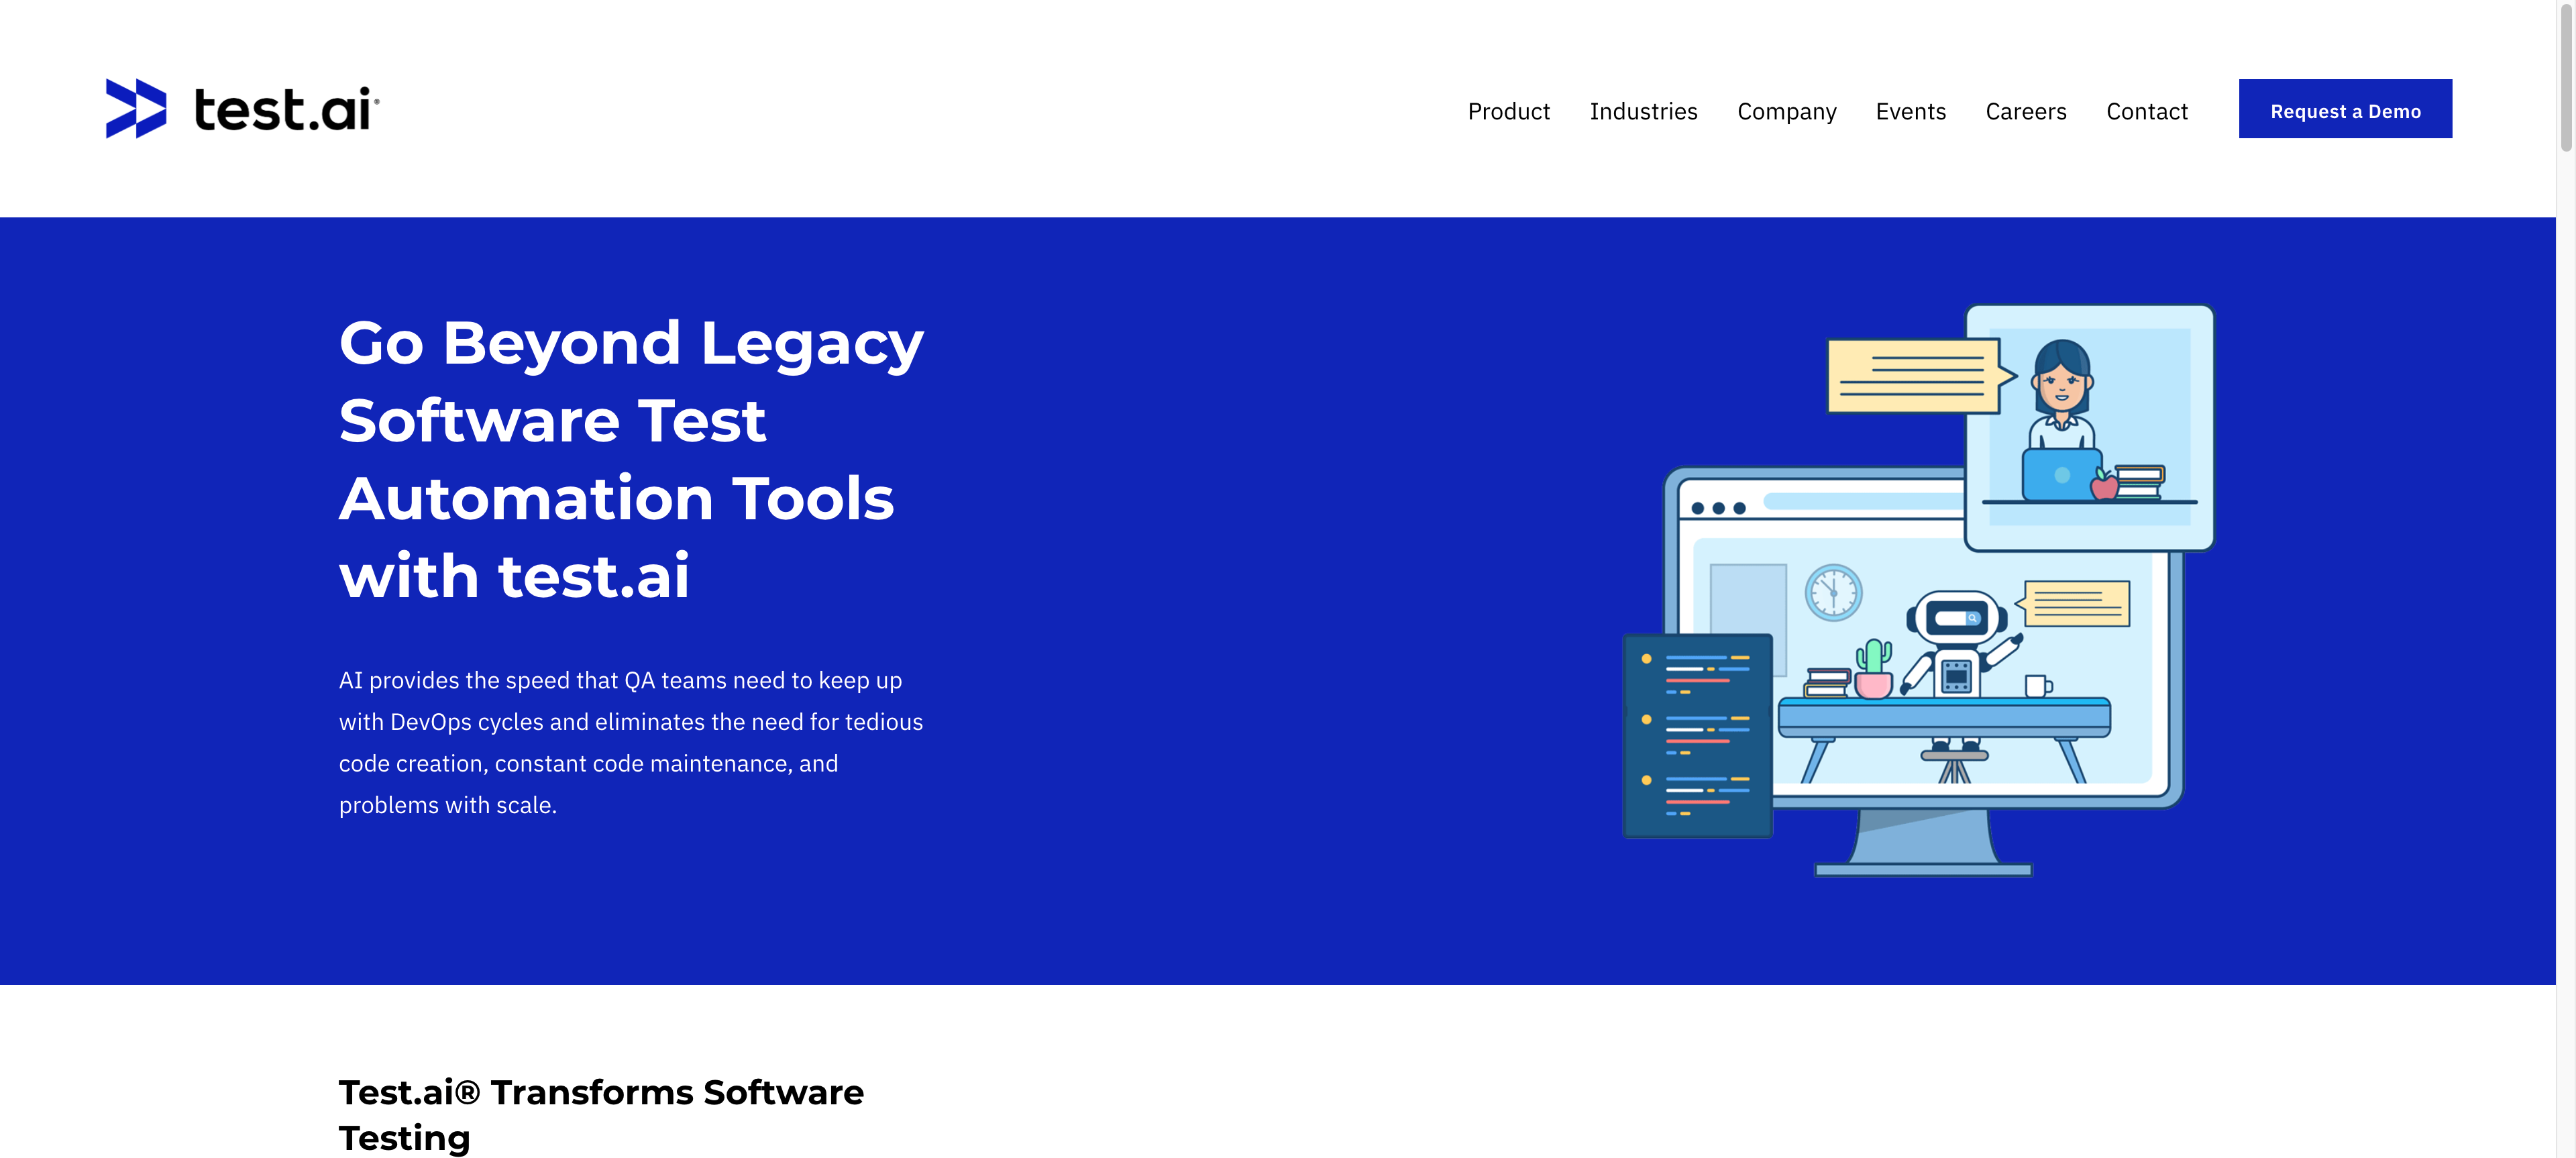 test.ai®
Product Industries Company Events Careers Contact Request a Demo
Go Beyond Legacy
Software Test
Automation Tools
with test.ai
AI provides the speed that QA teams need to keep up
with DevOps cycles and eliminates the need for tedious
code creation, constant code maintenance, and
problems with scale.
Test.ai® Transforms Software
Testing